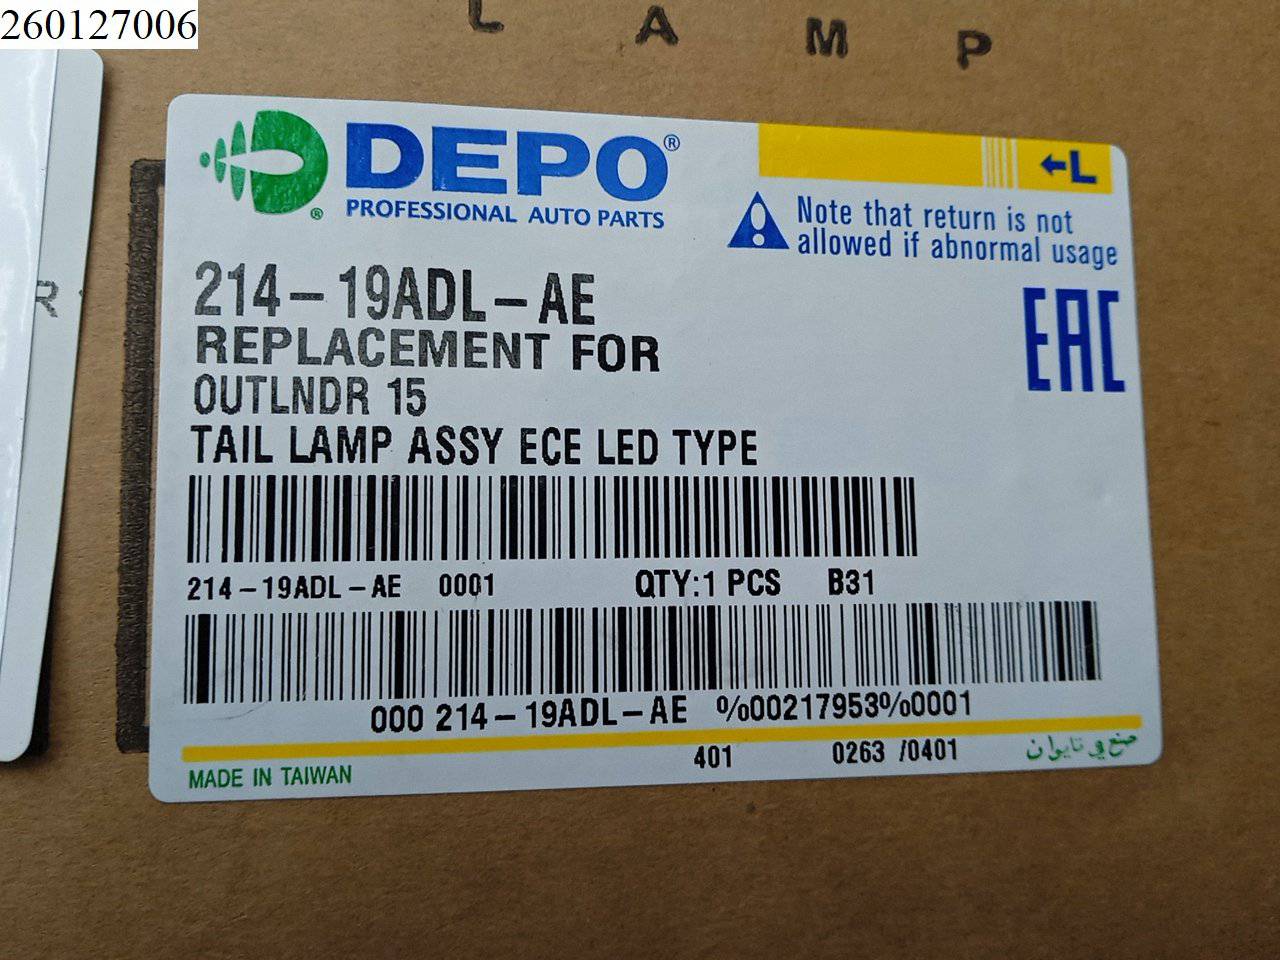 260127006
L A M P
R
DEPO®
PROFESSIONAL AUTO PARTS
®
←L
Note that return is not
allowed if abnormal usage
214-19ADL-AE
REPLACEMENT FOR
OUTLNDR 15
TAIL LAMP ASSY ECE LED TYPE
EAC
214-19ADL-AE 0001 QTY:1 PCS B31
000 214-19ADL-AE %00217953%0001
401 0263 /0401
MADE IN TAIWAN
صنع في تايوان